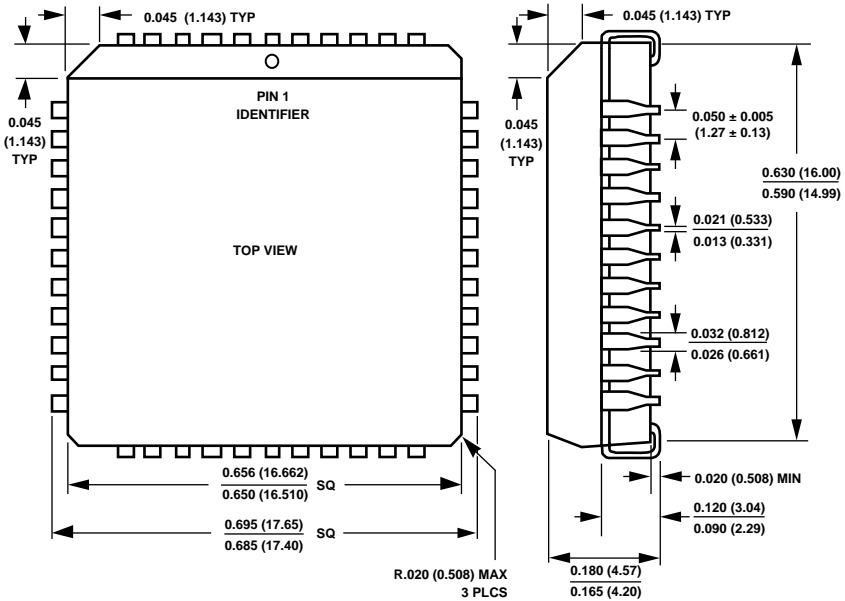 0.045 (1.143) TYP
0.045
(1.143)
TYP
PIN 1
IDENTIFIER
TOP VIEW
0.656 (16.662)
0.650 (16.510)
SQ
0.695 (17.65)
0.685 (17.40)
SQ
R.020 (0.508) MAX
3 PLCS
0.045 (1.143) TYP
0.045
(1.143)
TYP
0.050 ± 0.005
(1.27 ± 0.13)
0.630 (16.00)
0.590 (14.99)
0.021 (0.533)
0.013 (0.331)
0.032 (0.812)
0.026 (0.661)
0.020 (0.508) MIN
0.120 (3.04)
0.090 (2.29)
0.180 (4.57)
0.165 (4.20)